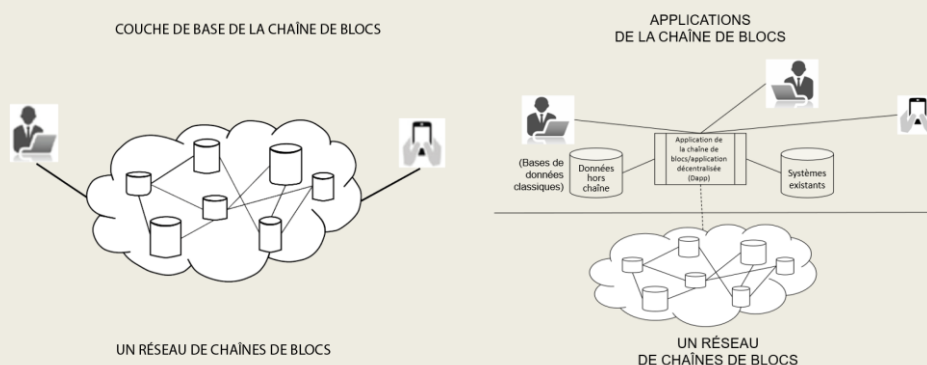 COUCHE DE BASE DE LA CHAÎNE DE BLOCS
UN RÉSEAU DE CHAÎNES DE BLOCS
APPLICATIONS
DE LA CHAÎNE DE BLOCS
Application de
la chaîne de
blocs/application
décentralisée
(Dapp)
(Bases de
données
classiques)
Données
hors
chaîne
Systèmes
existants
UN RÉSEAU
DE CHAÎNES DE BLOCS